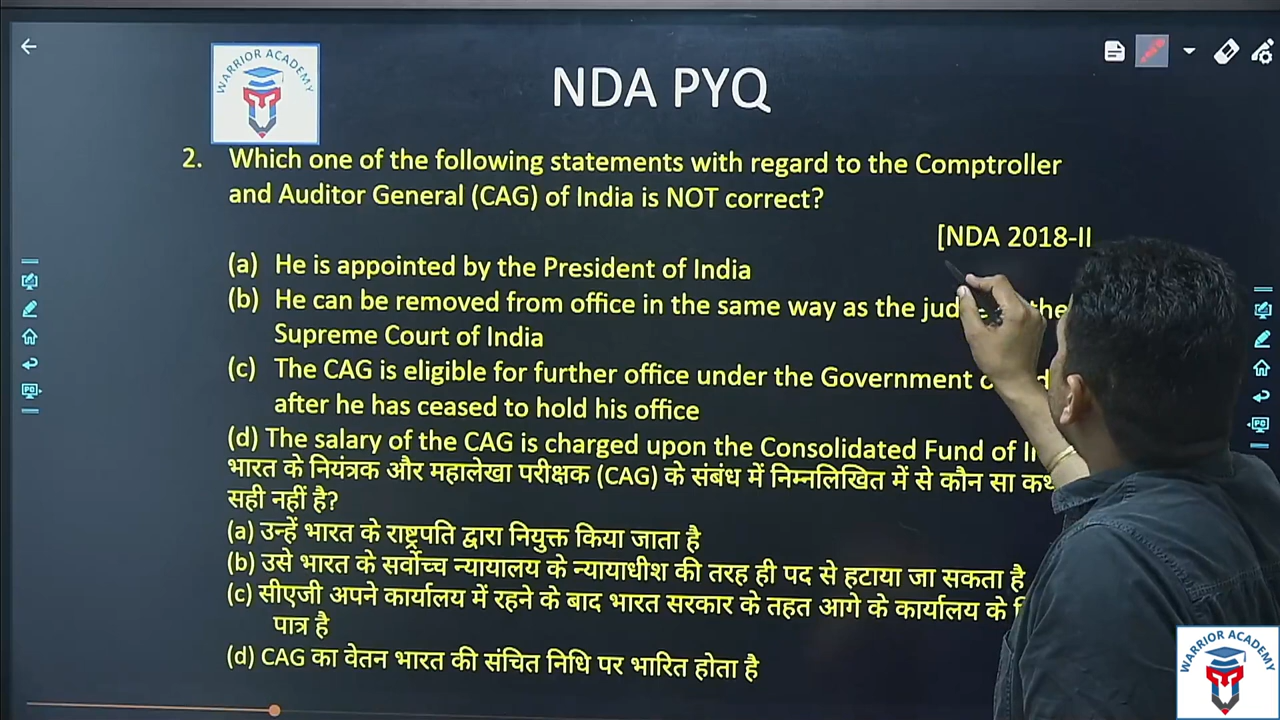 WARRIOR ACADEMY
NDA PYQ
2. Which one of the following statements with regard to the Comptroller
and Auditor General (CAG) of India is NOT correct?
[NDA 2018-II
(a) He is appointed by the President of India
(b) He can be removed from office in the same way as the the
Supreme Court of India
(c) The CAG is eligible for further office under the Government
after he has ceased to hold his office
(d) The salary of the CAG is charged upon the Consolidated Fund of
भारत के नियंत्रक और महालेखा परीक्षक (CAG) के संबंध में निम्नलिखित में से कौन सा
सही नहीं है?
(a) उन्हें भारत के राष्ट्रपति द्वारा नियुक्त किया जाता है
(b) उसे भारत के सर्वोच्च न्यायालय के न्यायाधीश की तरह ही पद से हटाया जा सकता है
(c) सीएजी अपने कार्यालय में रहने के बाद भारत सरकार के तहत आगे के कार्यालय के
पात्र है
(d) CAG का वेतन भारत की संचित निधि पर भारित होता है
WARRIOR ACADEMY